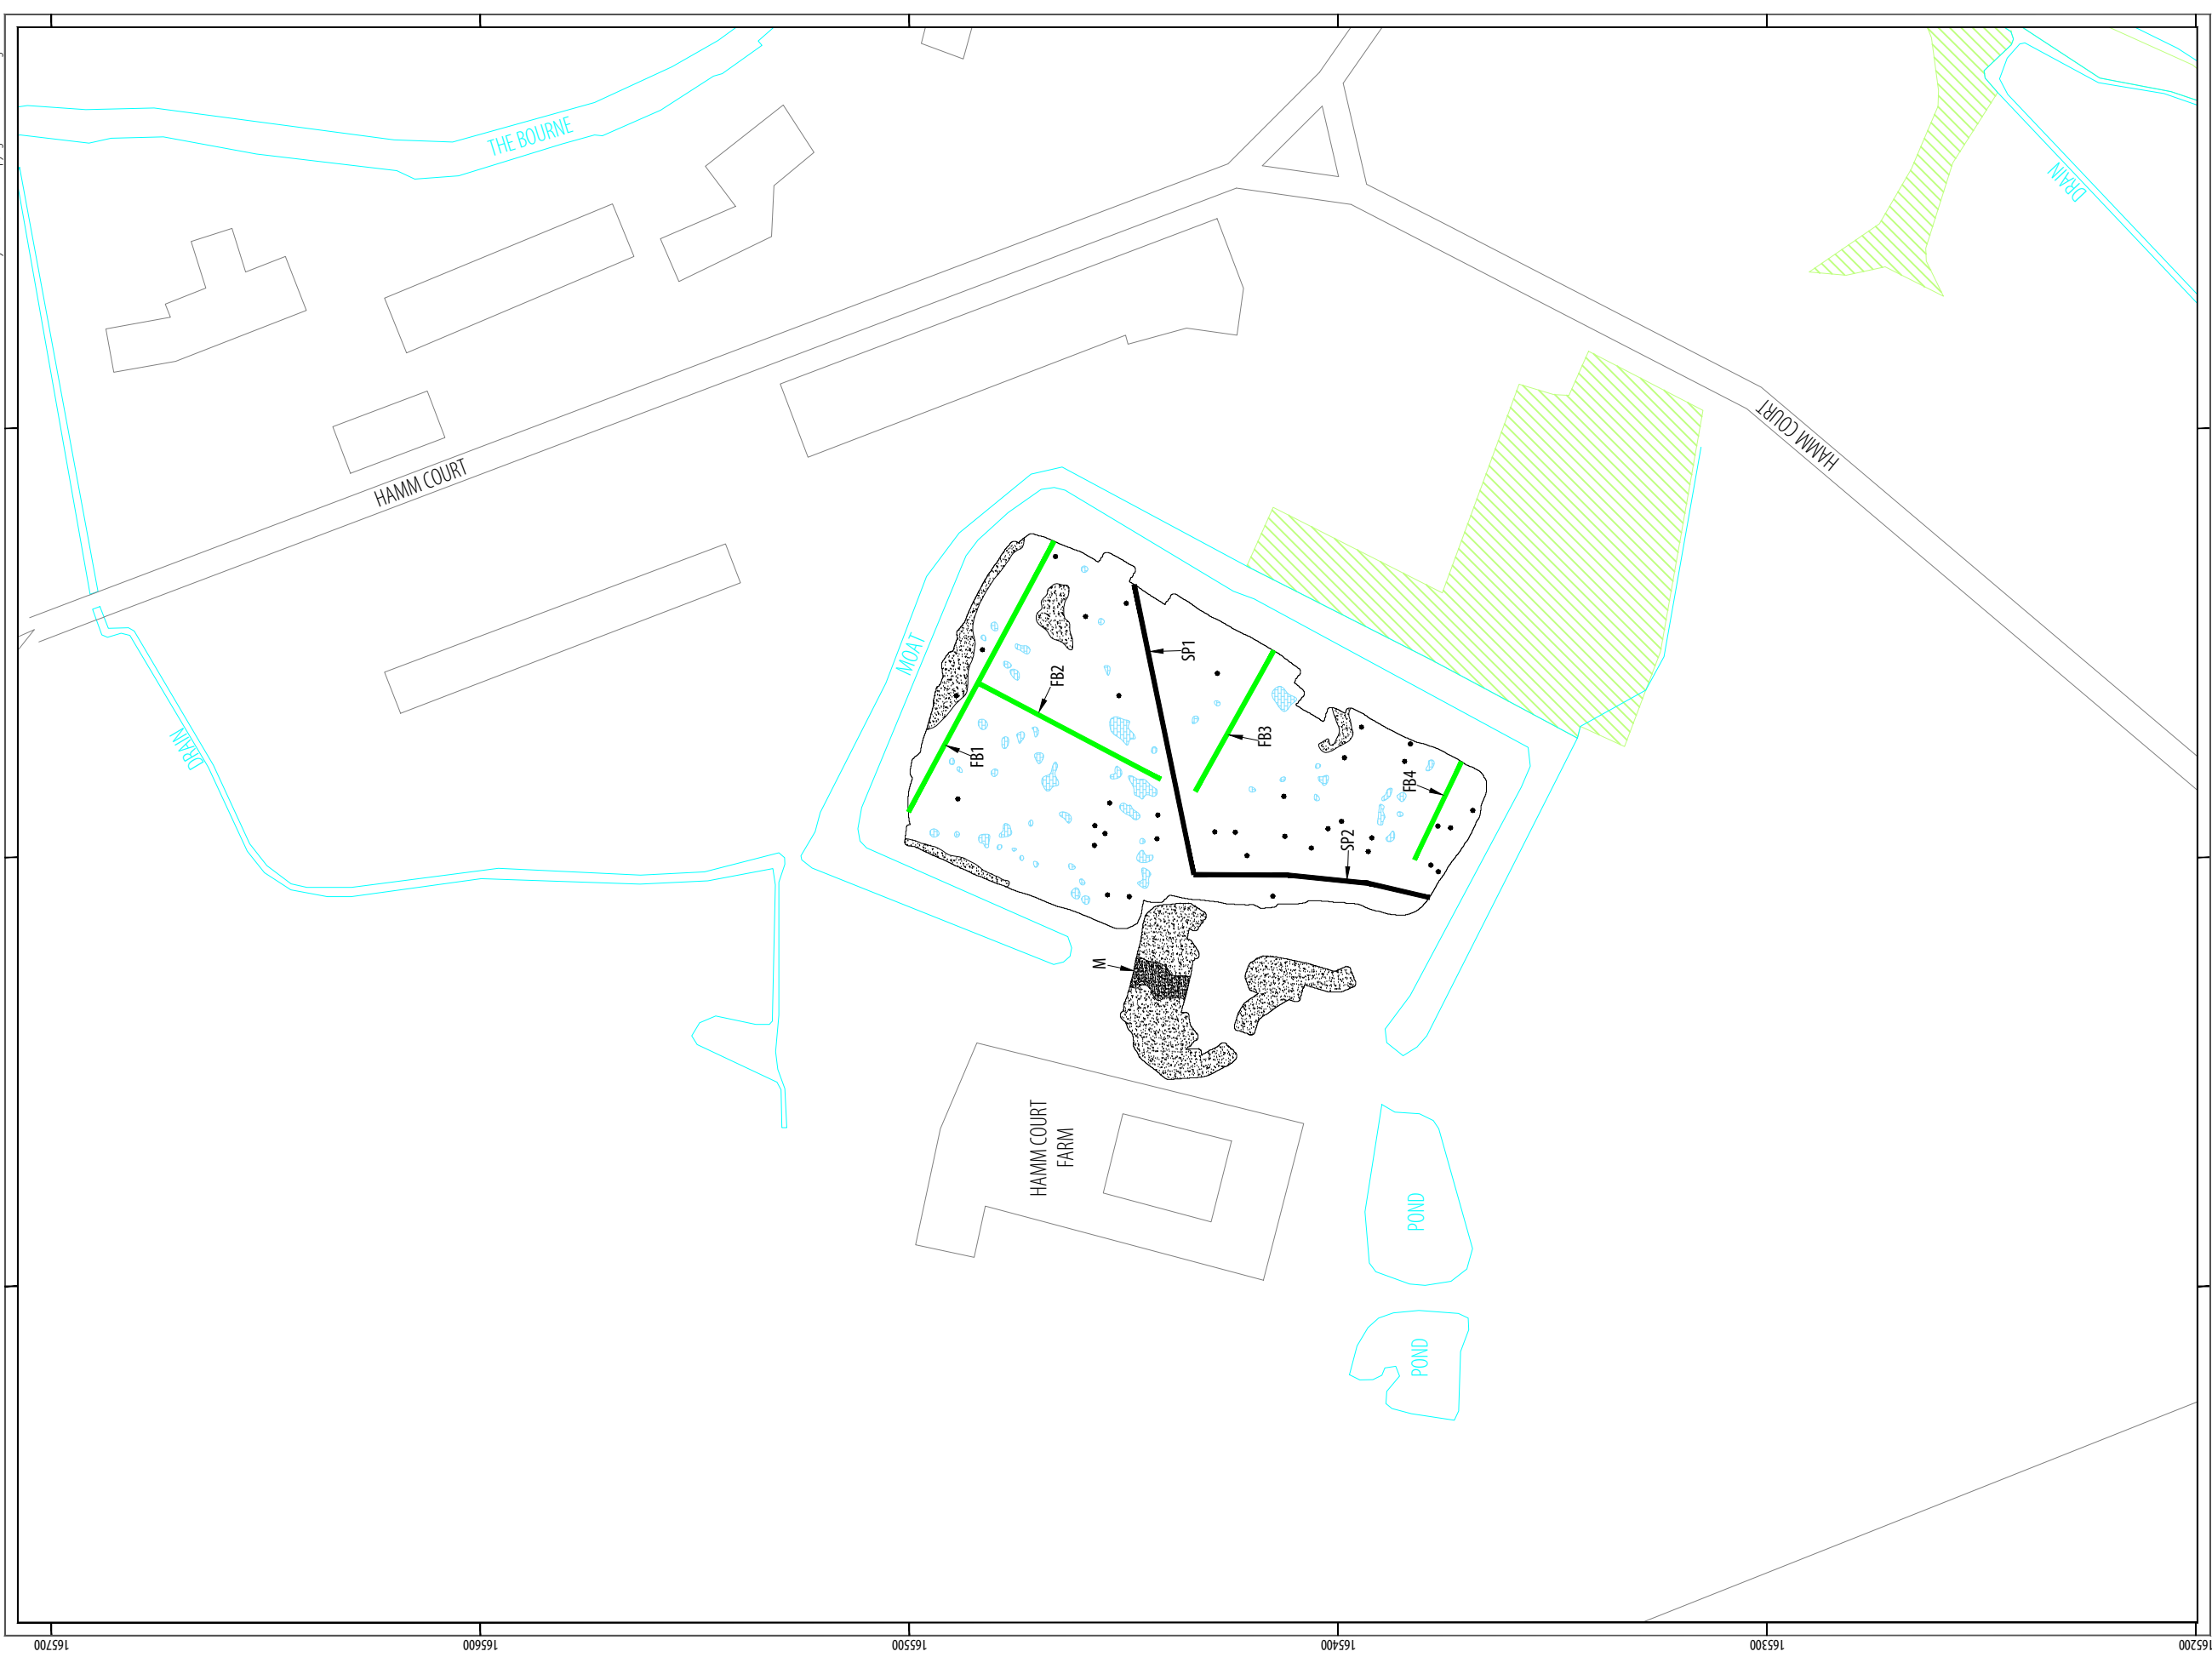 THE BOURNE
DRAIN
HAMM COURT
HAMM COURT
MOAT
SP1
FB2
FB3
FB1
DRAIN
FB4
SP2
M
HAMM COURT
FARM
POND
POND
165700
165600
165500
165400
165300
165200